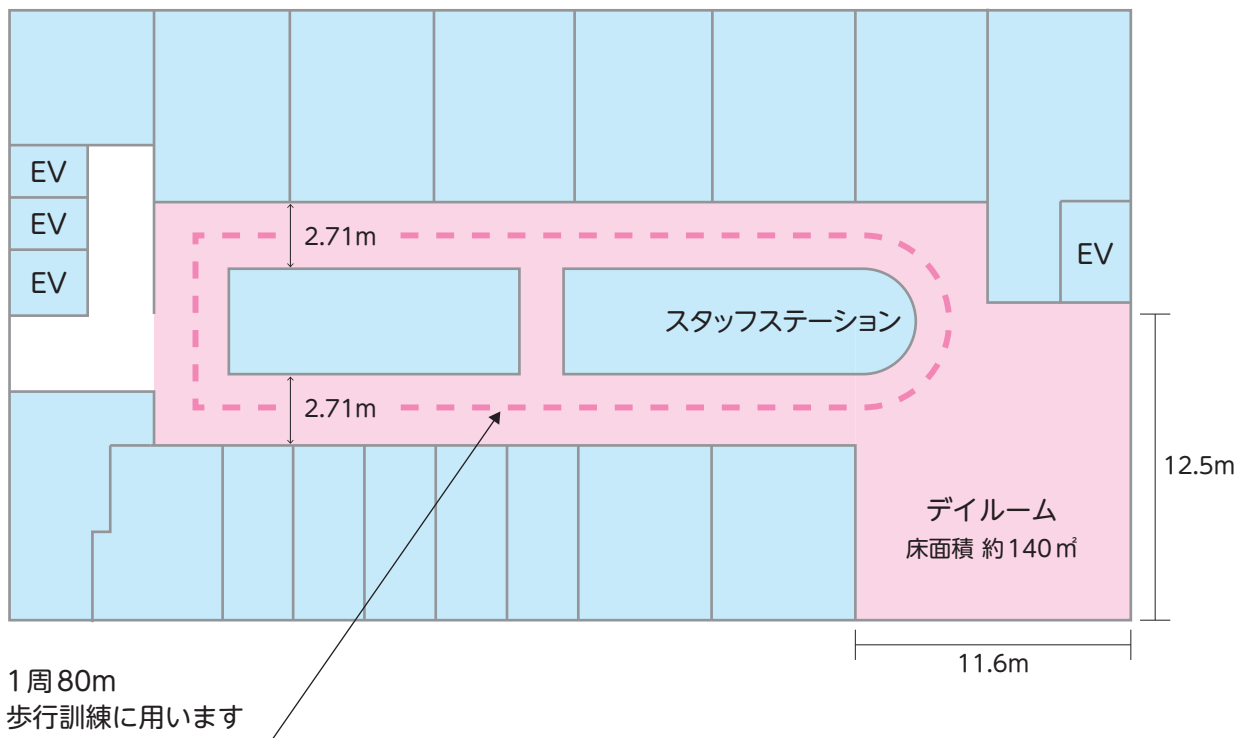 EV
EV
EV
2.71m
EV
スタッフステーション
2.71m
12.5m
デイルーム
床面積 約140㎡
11.6m
1周80m
歩行訓練に用います